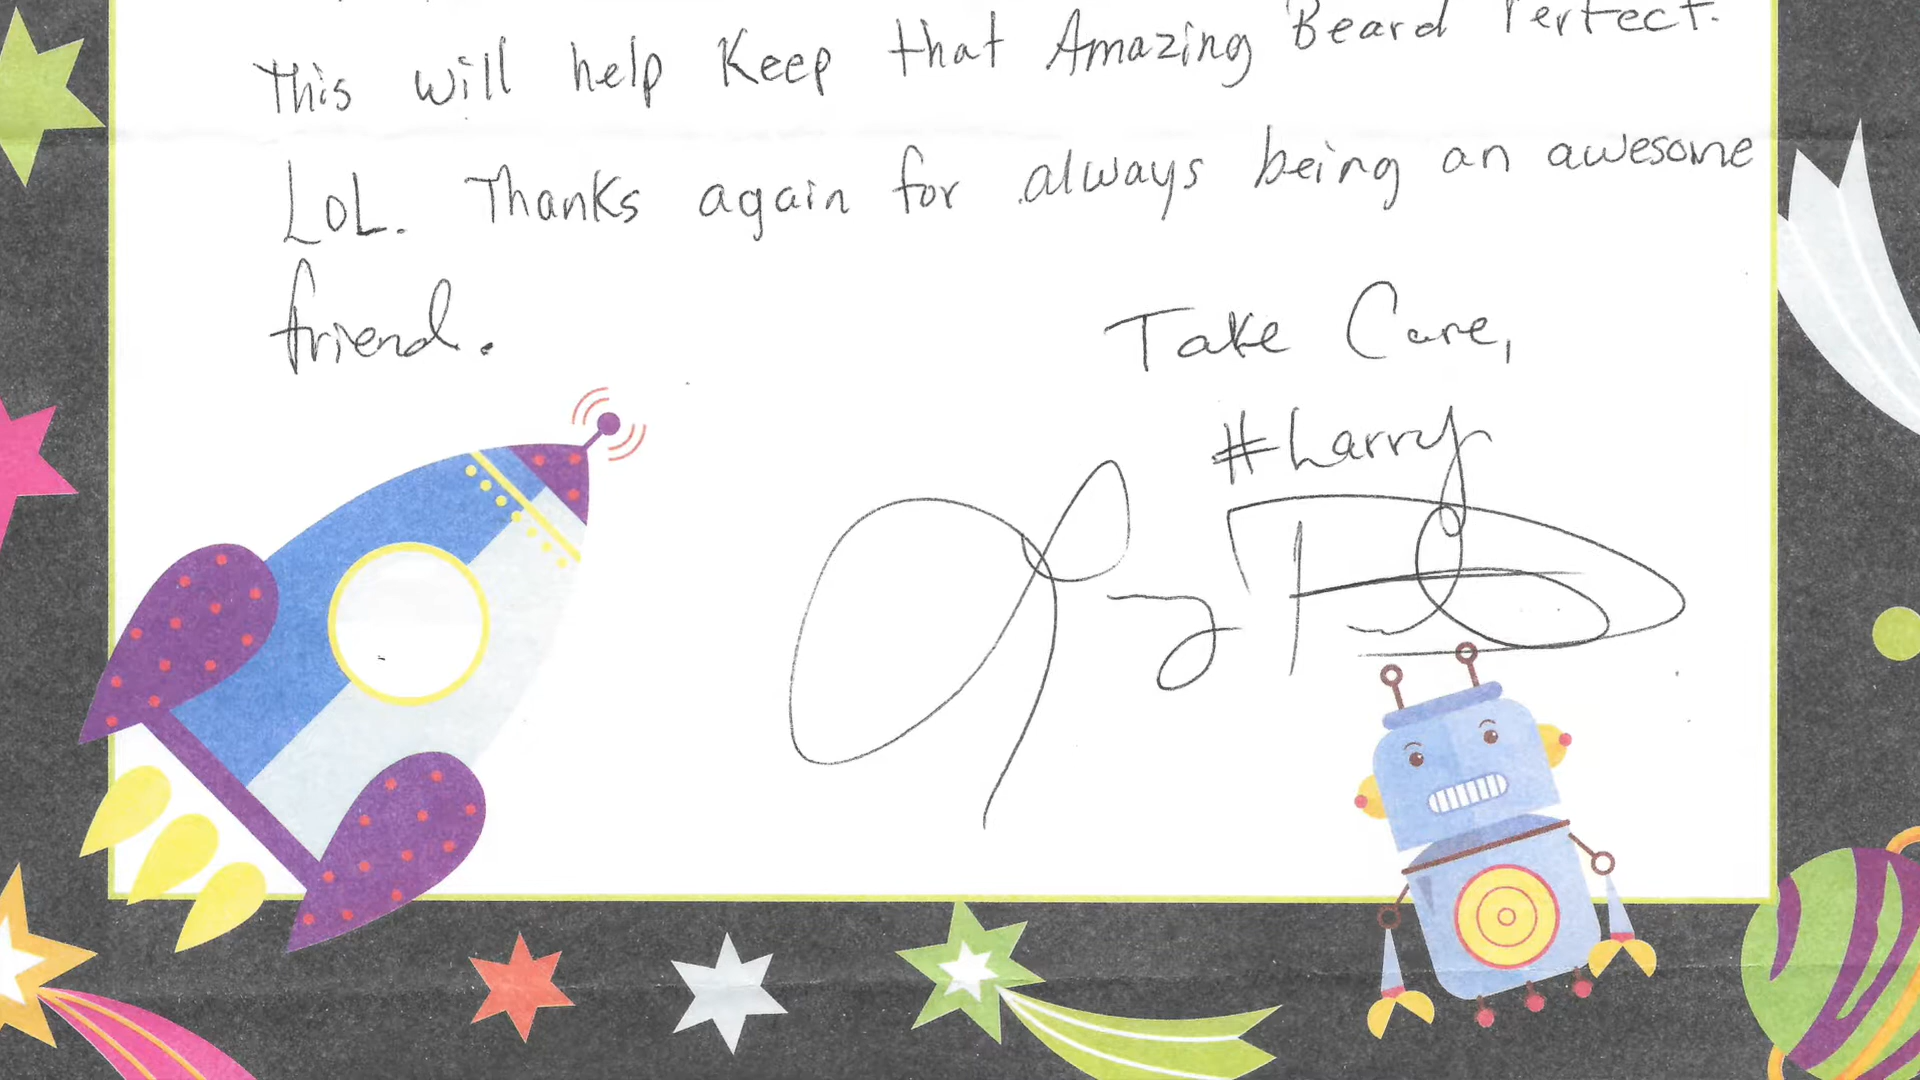 This will help Keep that Amazing Beard Perfect.
LoL. Thanks again for always being an awesome
friend.
Take Care,
#Larry